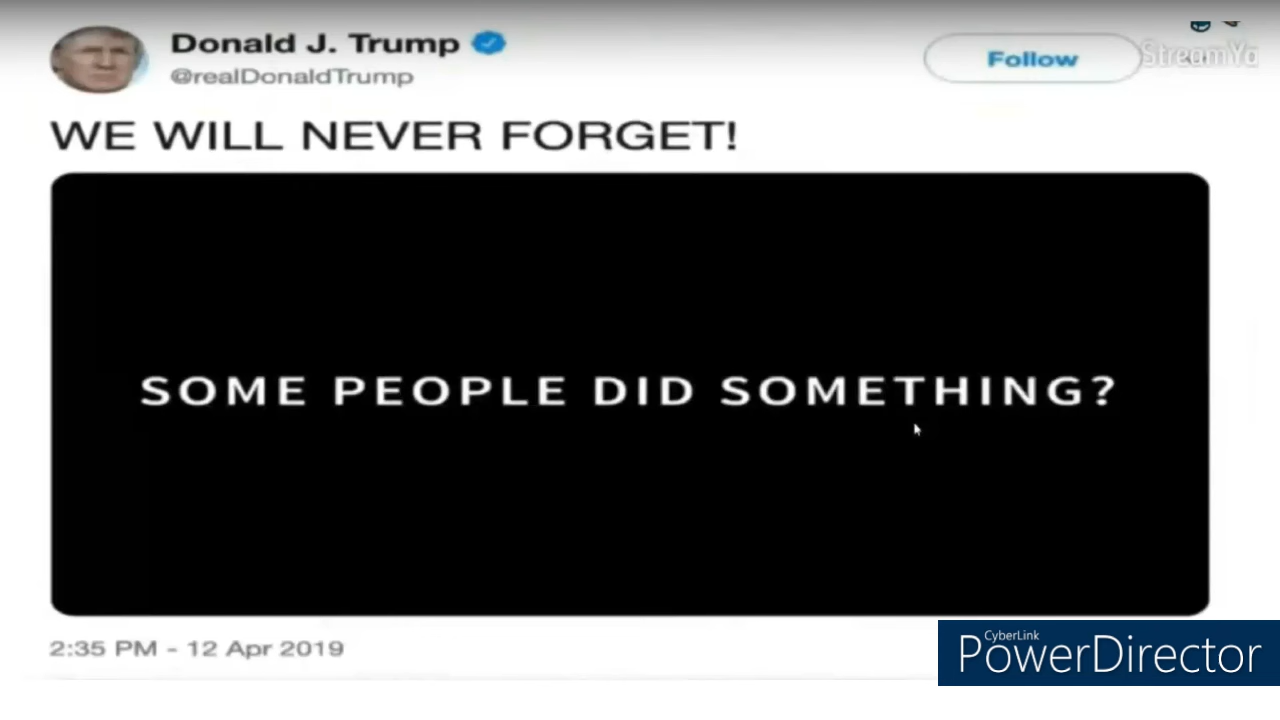 Donald J. Trump
@realDonaldTrump
Follow
WE WILL NEVER FORGET!
SOME PEOPLE DID SOMETHING?
2:35 PM - 12 Apr 2019
CyberLink
PowerDirector